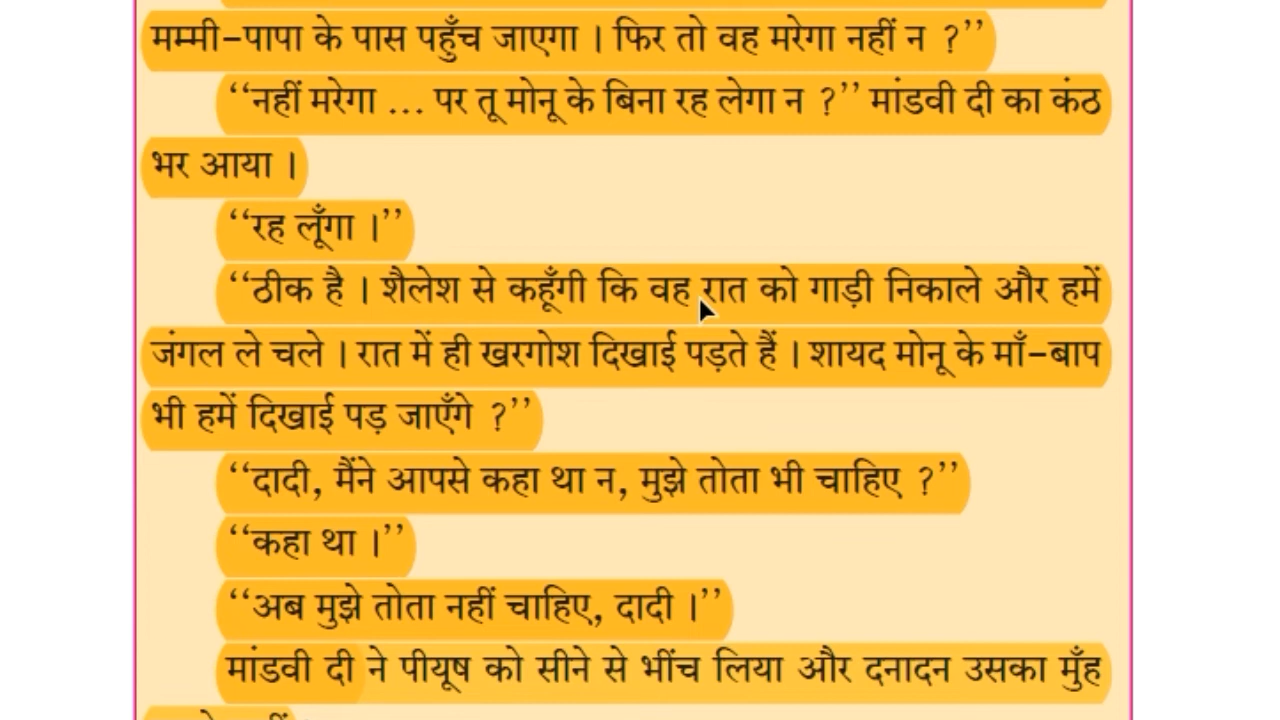 मम्मी-पापा के पास पहुँच जाएगा । फिर तो वह मरेगा नहीं न ?’’
‘‘नहीं मरेगा ... पर तू मोनू के बिना रह लेगा न ?’’ मांडवी दी का कंठ
भर आया ।
‘‘रह लूँगा ।’’
‘‘ठीक है । शैलेश से कहूँगी कि वह रात को गाड़ी निकाले और हमें
जंगल ले चले । रात में ही खरगोश दिखाई पड़ते हैं । शायद मोनू के माँ-बाप
भी हमें दिखाई पड़ जाएँगे ?’’
‘‘दादी, मैंने आपसे कहा था न, मुझे तोता भी चाहिए ?’’
‘‘कहा था ।’’
‘‘अब मुझे तोता नहीं चाहिए, दादी ।’’
मांडवी दी ने पीयूष को सीने से भींच लिया और दनादन उसका मुँह